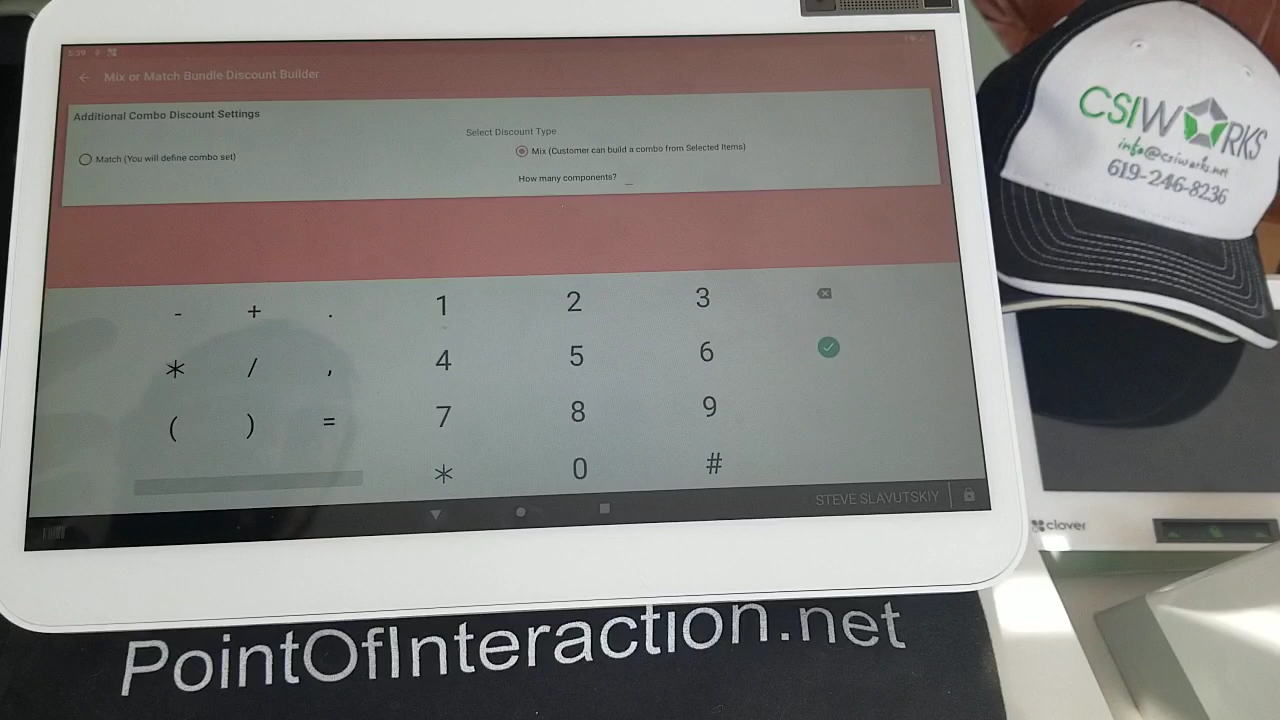 5:39
Mix or Match Bundle Discount Builder
Additional Combo Discount Settings
Select Discount Type
Match (You will define combo set)
Mix (Customer can build a combo from Selected Items)
How many components?
- + . 1 2 3
* / , 4 5 6
( ) = 7 8 9
* 0 #
STEVE SLAVUTSKIY
PointOfInteraction.net
CSIWORKS
info@csiworks.net
619-246-8236
clover